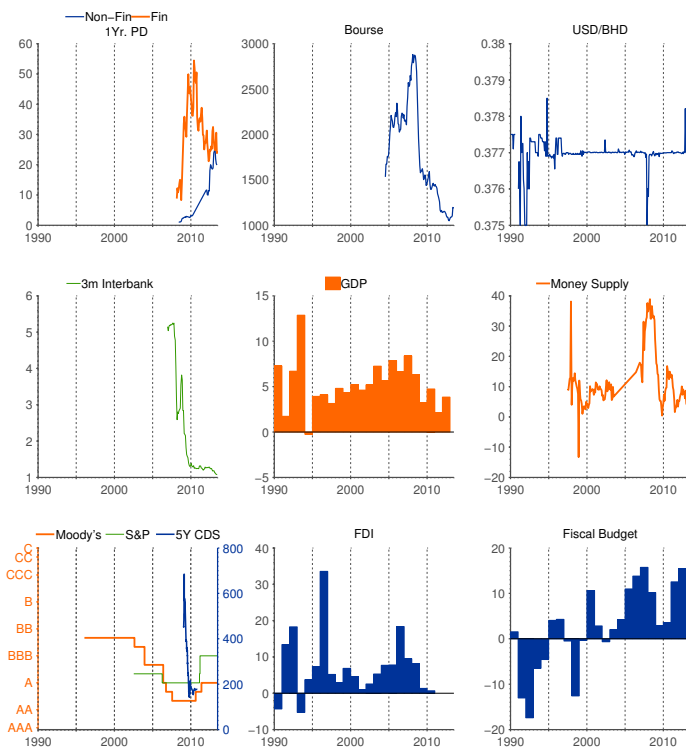 Non-Fin Fin
1Yr. PD Bourse USD/BHD
60 3000 0.38
50 0.379
40 2500 0.378
30 2000 0.377
20
10 1500 0.376
0 1000 0.375
1990 2000 2010 1990 2000 2010 1990 2000 2010
3m Interbank GDP Money Supply
6 15 40
5 10 30
4 5 20
3 0 10
2 0
−10
1 −5 −20
1990 2000 2010 1990 2000 2010 1990 2000 2010
Moody's S&P 5Y CDS FDI Fiscal Budget
C 800 40 20
CC
CCC 30
B 600 20 10
BB 400 0
BBB 10
A 200 0 −10
AA
AAA 0 −10 −20
1990 2000 2010 1990 2000 2010 1990 2000 2010